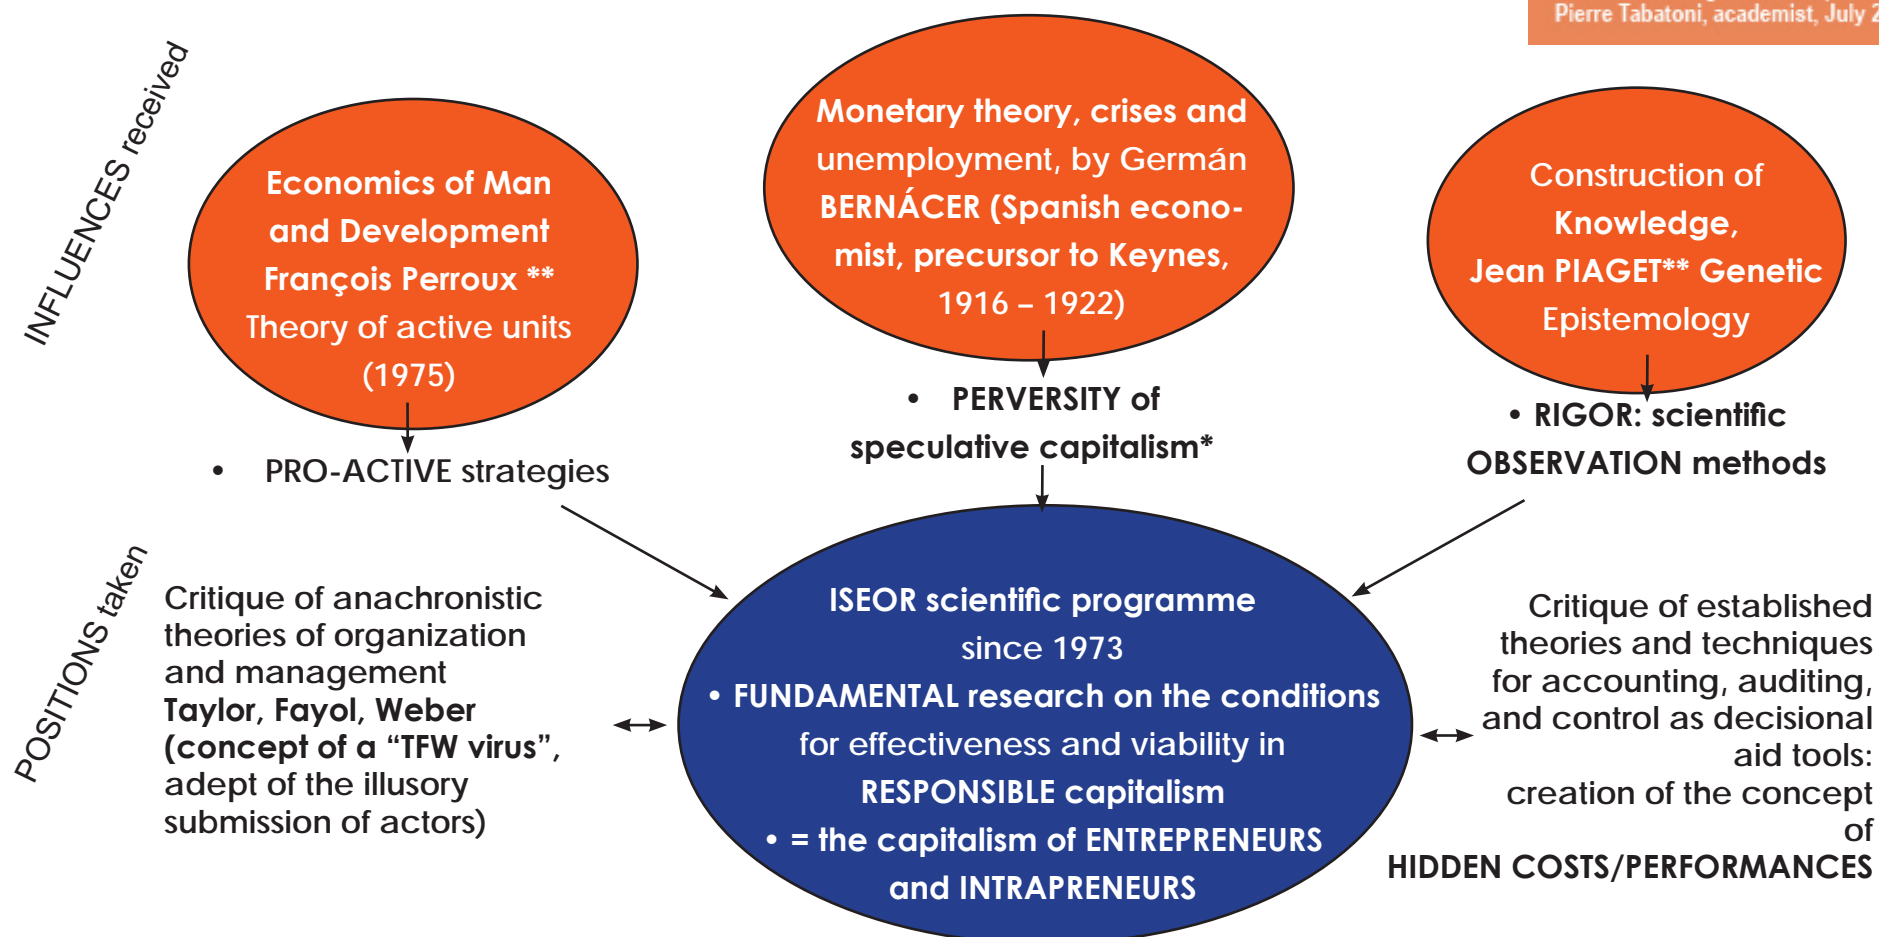 Pierre Tabatoni, academist, July 2
INFLUENCES received
Economics of Man
and Development
François Perroux **
Theory of active units
(1975)
Monetary theory, crises and
unemployment, by Germán
BERNÁCER (Spanish econo-
mist, precursor to Keynes,
1916 – 1922)
Construction of
Knowledge,
Jean PIAGET** Genetic
Epistemology
• PRO-ACTIVE strategies
• PERVERSITY of
speculative capitalism*
• RIGOR: scientific
OBSERVATION methods
POSITIONS taken
Critique of anachronistic
theories of organization
and management
Taylor, Fayol, Weber
(concept of a “TFW virus”,
adept of the illusory
submission of actors)
ISEOR scientific programme
since 1973
• FUNDAMENTAL research on the conditions
for effectiveness and viability in
RESPONSIBLE capitalism
• = the capitalism of ENTREPRENEURS
and INTRAPRENEURS
Critique of established
theories and techniques
for accounting, auditing,
and control as decisional
aid tools:
creation of the concept
of
HIDDEN COSTS/PERFORMANCES